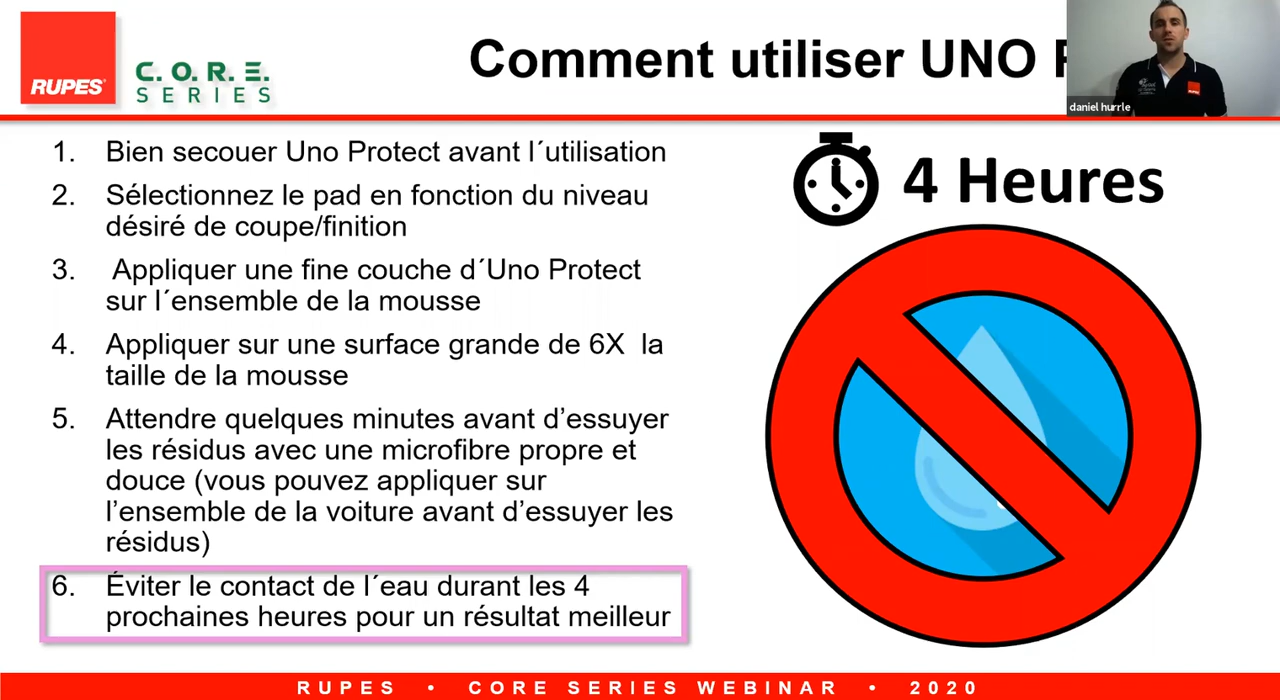 RUPES
C.O.R.E.
SERIES
Comment utiliser UNO
daniel hurrle
1. Bien secouer Uno Protect avant l´utilisation
2. Sélectionnez le pad en fonction du niveau
désiré de coupe/finition
3. Appliquer une fine couche d´Uno Protect
sur l´ensemble de la mousse
4. Appliquer sur une surface grande de 6X la
taille de la mousse
5. Attendre quelques minutes avant d’essuyer
les résidus avec une microfibre propre et
douce (vous pouvez appliquer sur
l’ensemble de la voiture avant d’essuyer les
résidus)
6. Éviter le contact de l´eau durant les 4
prochaines heures pour un résultat meilleur
4 Heures
RUPES • CORE SERIES WEBINAR • 2020